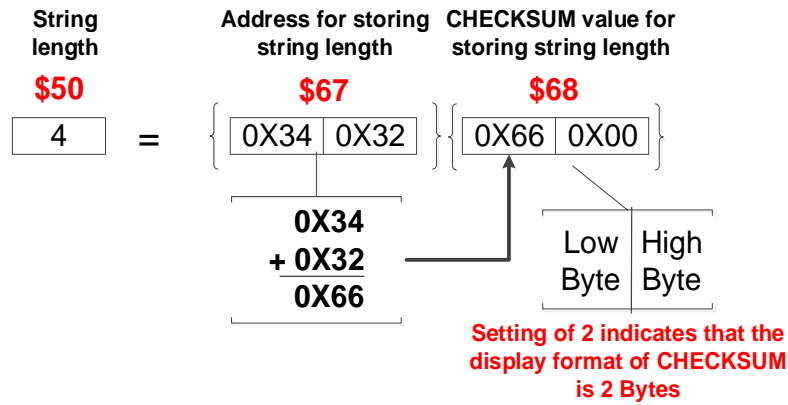 String
length
Address for storing
string length
CHECKSUM value for
storing string length
$50
$67
$68
4
=
{ 0X34 0X32 } { 0X66 0X00 }
0X34
+ 0X32
0X66
Low
Byte
High
Byte
Setting of 2 indicates that the
display format of CHECKSUM
is 2 Bytes